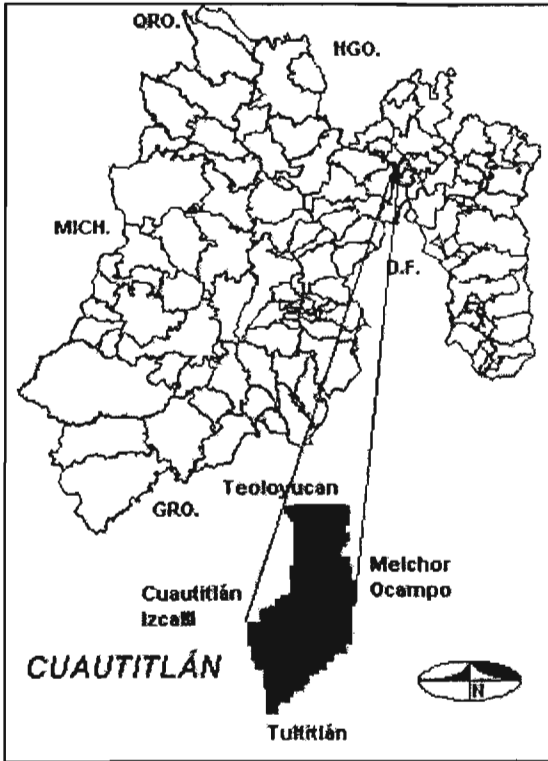 QRO.
HGO.
MICH.
D.F.
GRO.
Teoloyucan
Melchor
Ocampo
Cuautitlán
Izcalli
CUAUTITLÁN
N
Tultitlán